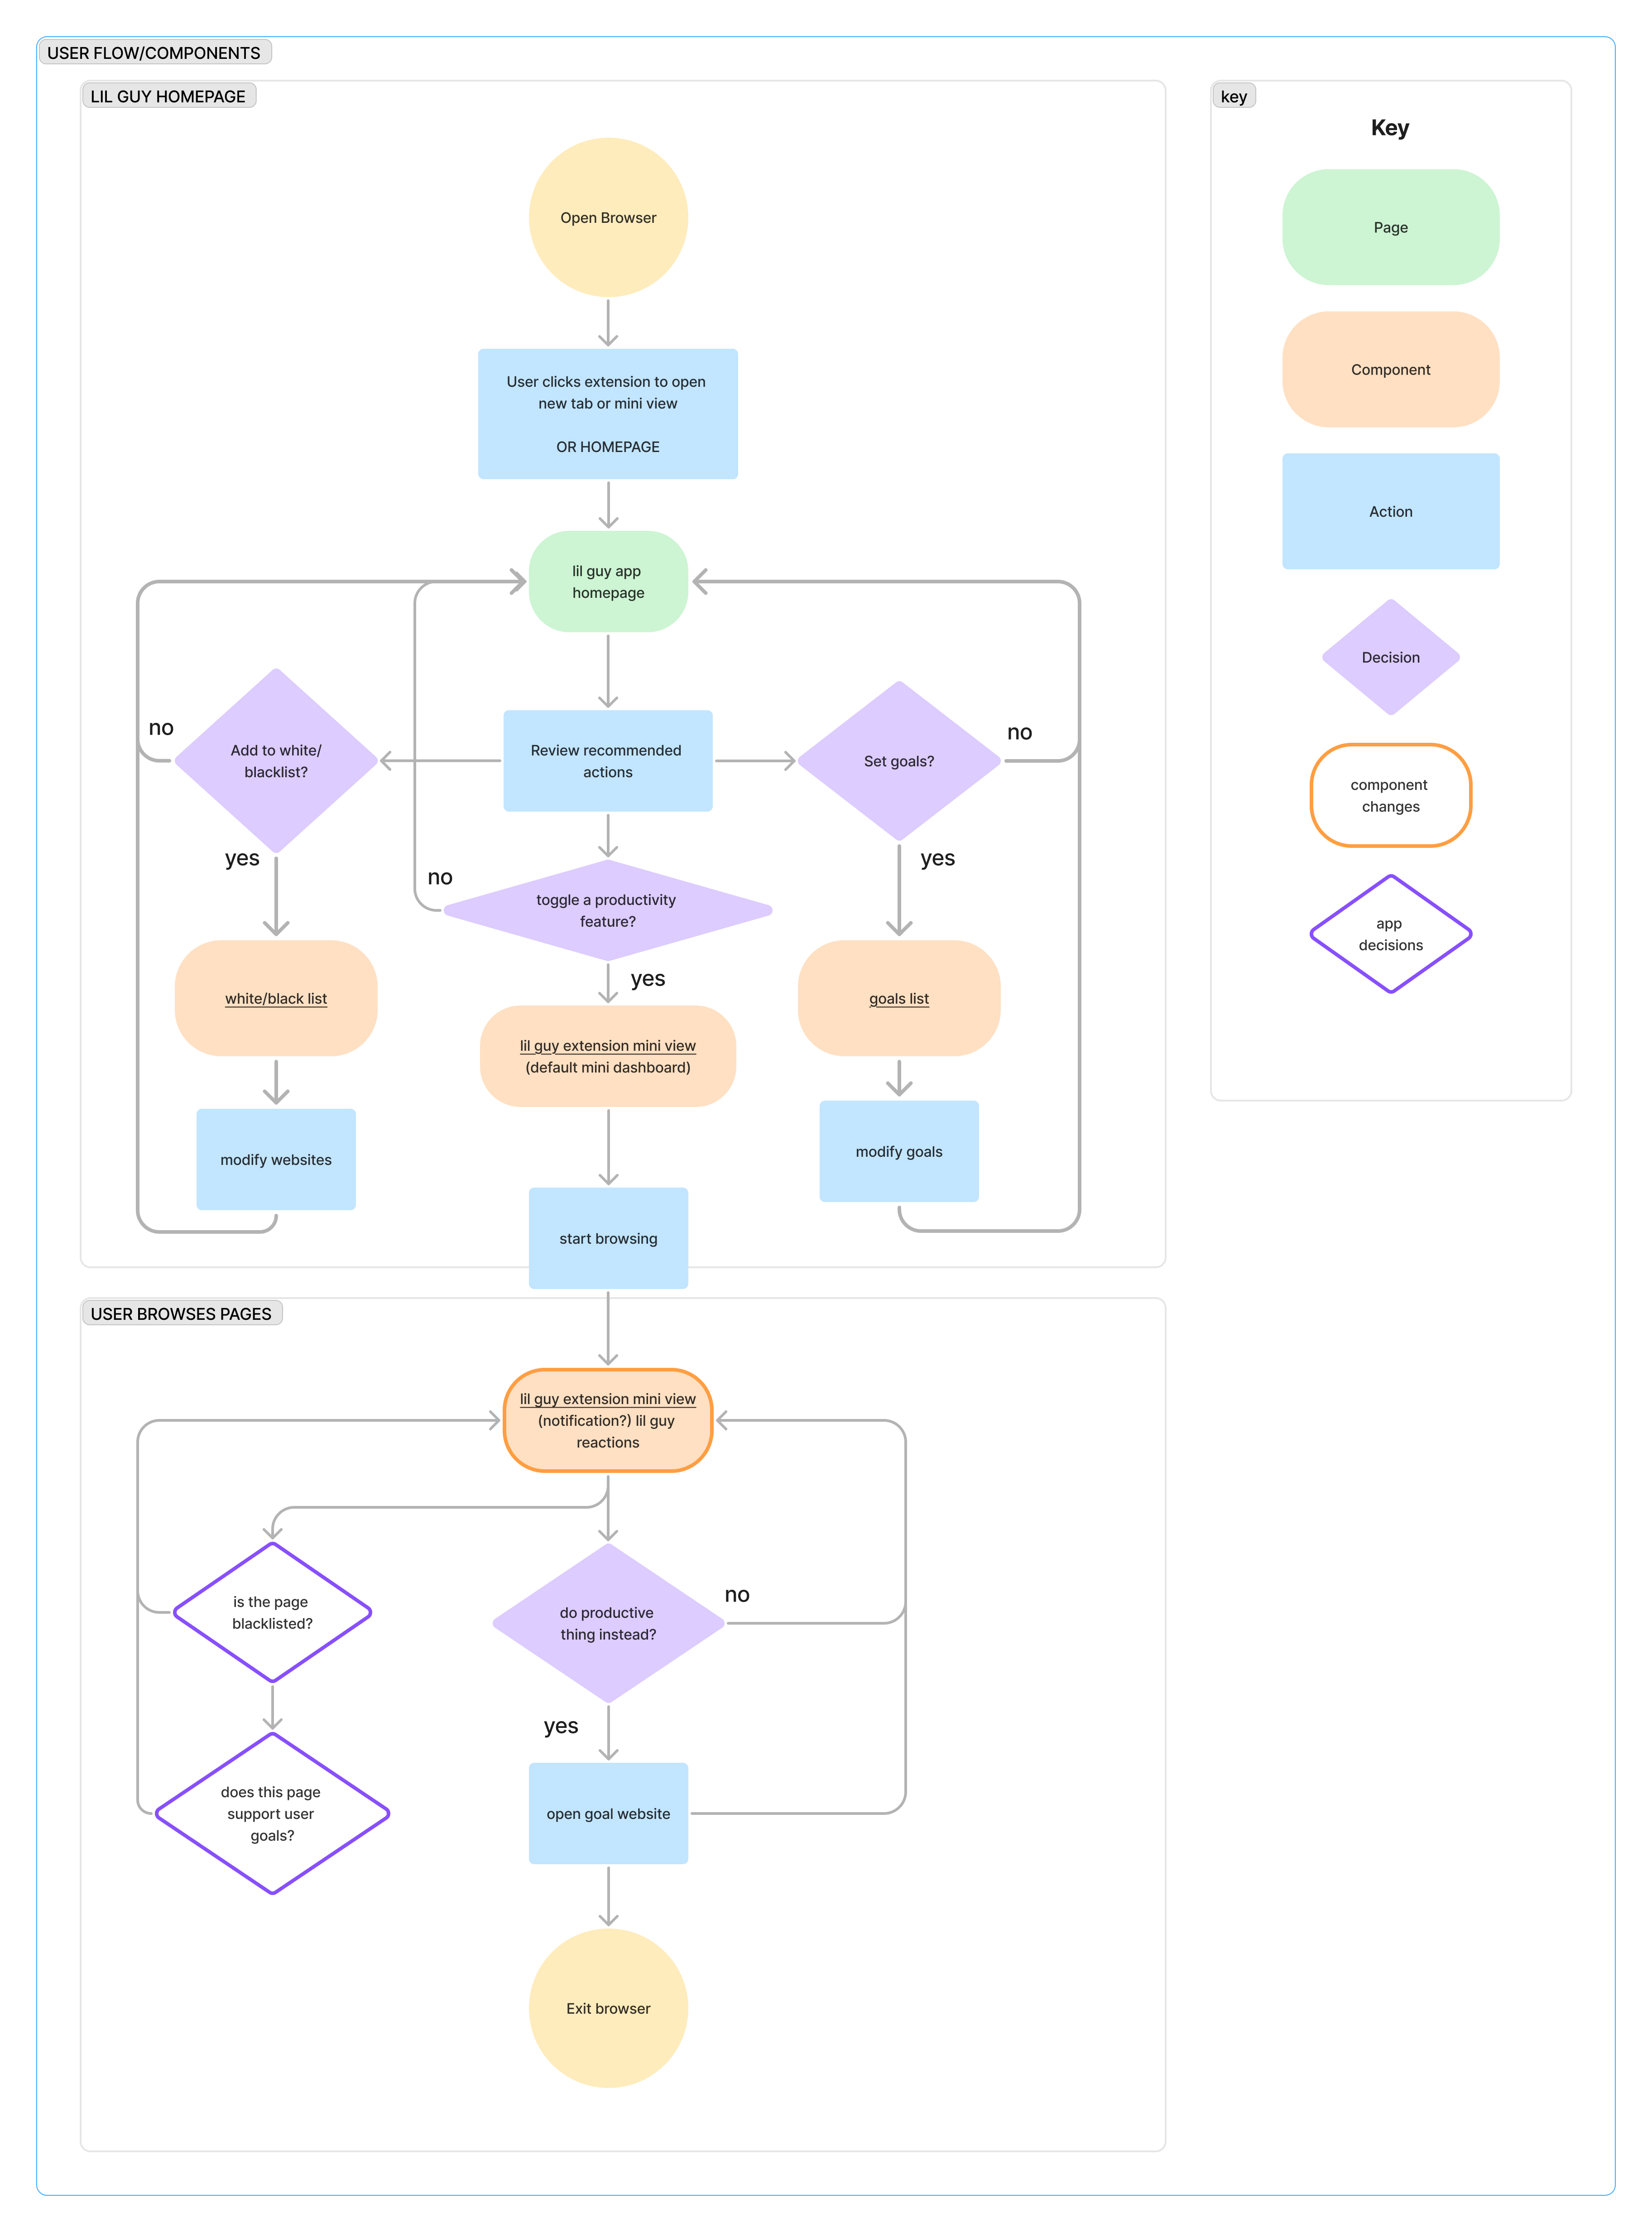 USER FLOW/COMPONENTS
LIL GUY HOMEPAGE
Open Browser
User clicks extension to open
new tab or mini view
OR HOMEPAGE
lil guy app
homepage
no
Add to white/
blacklist?
Review recommended
actions
Set goals?
no
yes
no
toggle a productivity
feature?
yes
yes
white/black list
lil guy extension mini view
(default mini dashboard)
goals list
modify websites
modify goals
start browsing
USER BROWSES PAGES
lil guy extension mini view
(notification?) lil guy
reactions
is the page
blacklisted?
do productive
thing instead?
no
yes
does this page
support user
goals?
open goal website
Exit browser
key
Key
Page
Component
Action
Decision
component
changes
app
decisions